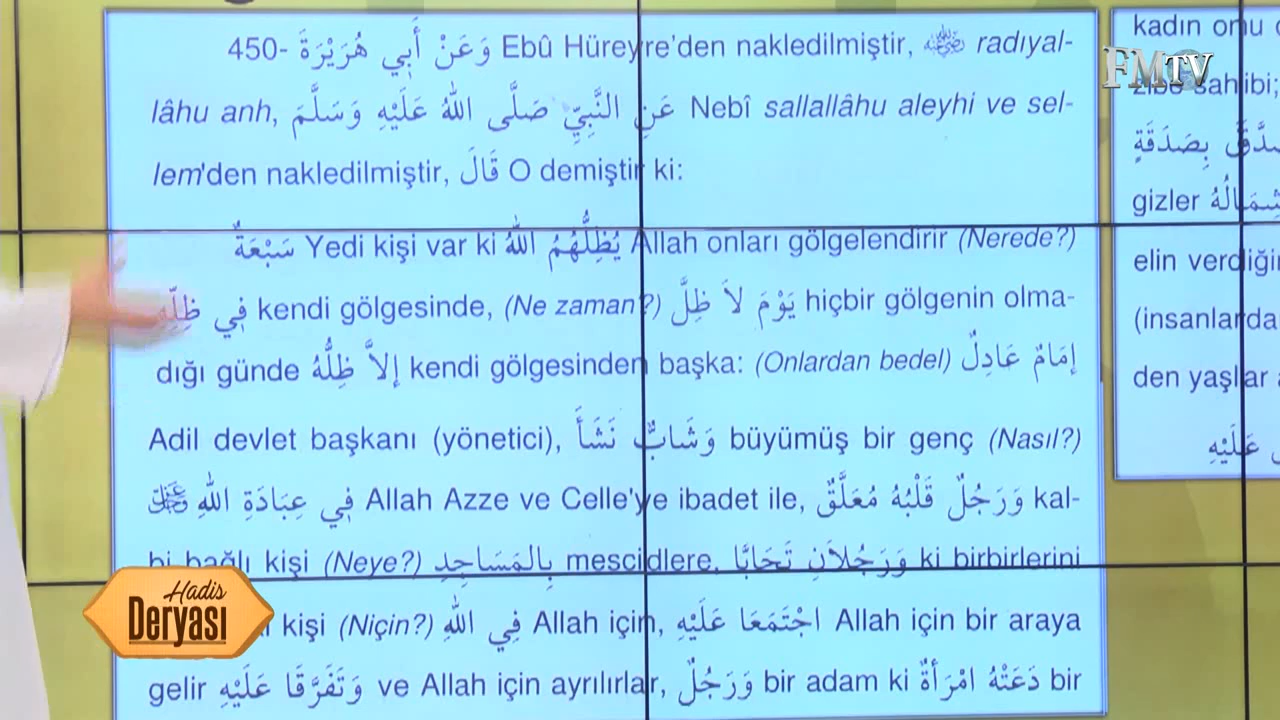 450- وَعَنْ أَبِي هُرَيْرَةَ Ebû Hüreyre'den nakledilmiştir, radıyal-
lâhu anh, عَنِ النَّبِيِّ صَلَّى اللهُ عَلَيْهِ وَسَلَّمَ Nebî sallallâhu aleyhi ve sel-
lem'den nakledilmiştir, قَالَ O demiştir ki:
سَبْعَةٌ Yedi kişi var ki يُظِلُّهُمُ اللهُ Allah onları gölgelendirir (Nerede?)
فِي ظِلِّهِ kendi gölgesinde, (Ne zaman?) يَوْمَ لاَ ظِلَّ hiçbir gölgenin olma-
dığı günde إِلاَّ ظِلُّهُ kendi gölgesinden başka: (Onlardan bedel) إِمَامٌ عَادِلٌ
Adil devlet başkanı (yönetici), وَشَابٌّ نَشَأَ büyümüş bir genç (Nasıl?)
فِي عِبَادَةِ اللهِ Allah Azze ve Celle'ye ibadet ile, وَرَجُلٌ قَلْبُهُ مُعَلَّقٌ kal-
bi bağlı kişi (Neye?) بِالْمَسَاجِدِ mescidlere, وَرَجُلاَنِ تَحَابَّا ki birbirlerini
kişi (Niçin?) فِي اللهِ Allah için, اجْتَمَعَا عَلَيْهِ Allah için bir araya
gelir وَتَفَرَّقَا عَلَيْهِ ve Allah için ayrılırlar, وَرَجُلٌ bir adam ki دَعَتْهُ امْرَأَةٌ bir
kadın onu
sahibi;
بِصَدَقَةٍ
gizler
elin
(insanlarda
den yaşlar
عَلَيْهِ
FMTV
Hadis
Deryası